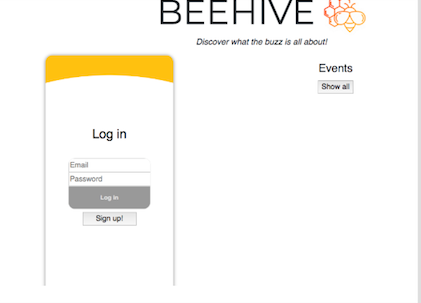 BEEHIVE
Discover what the buzz is all about!
Events
Show all
Log in
Email
Password
Log In
Sign up!